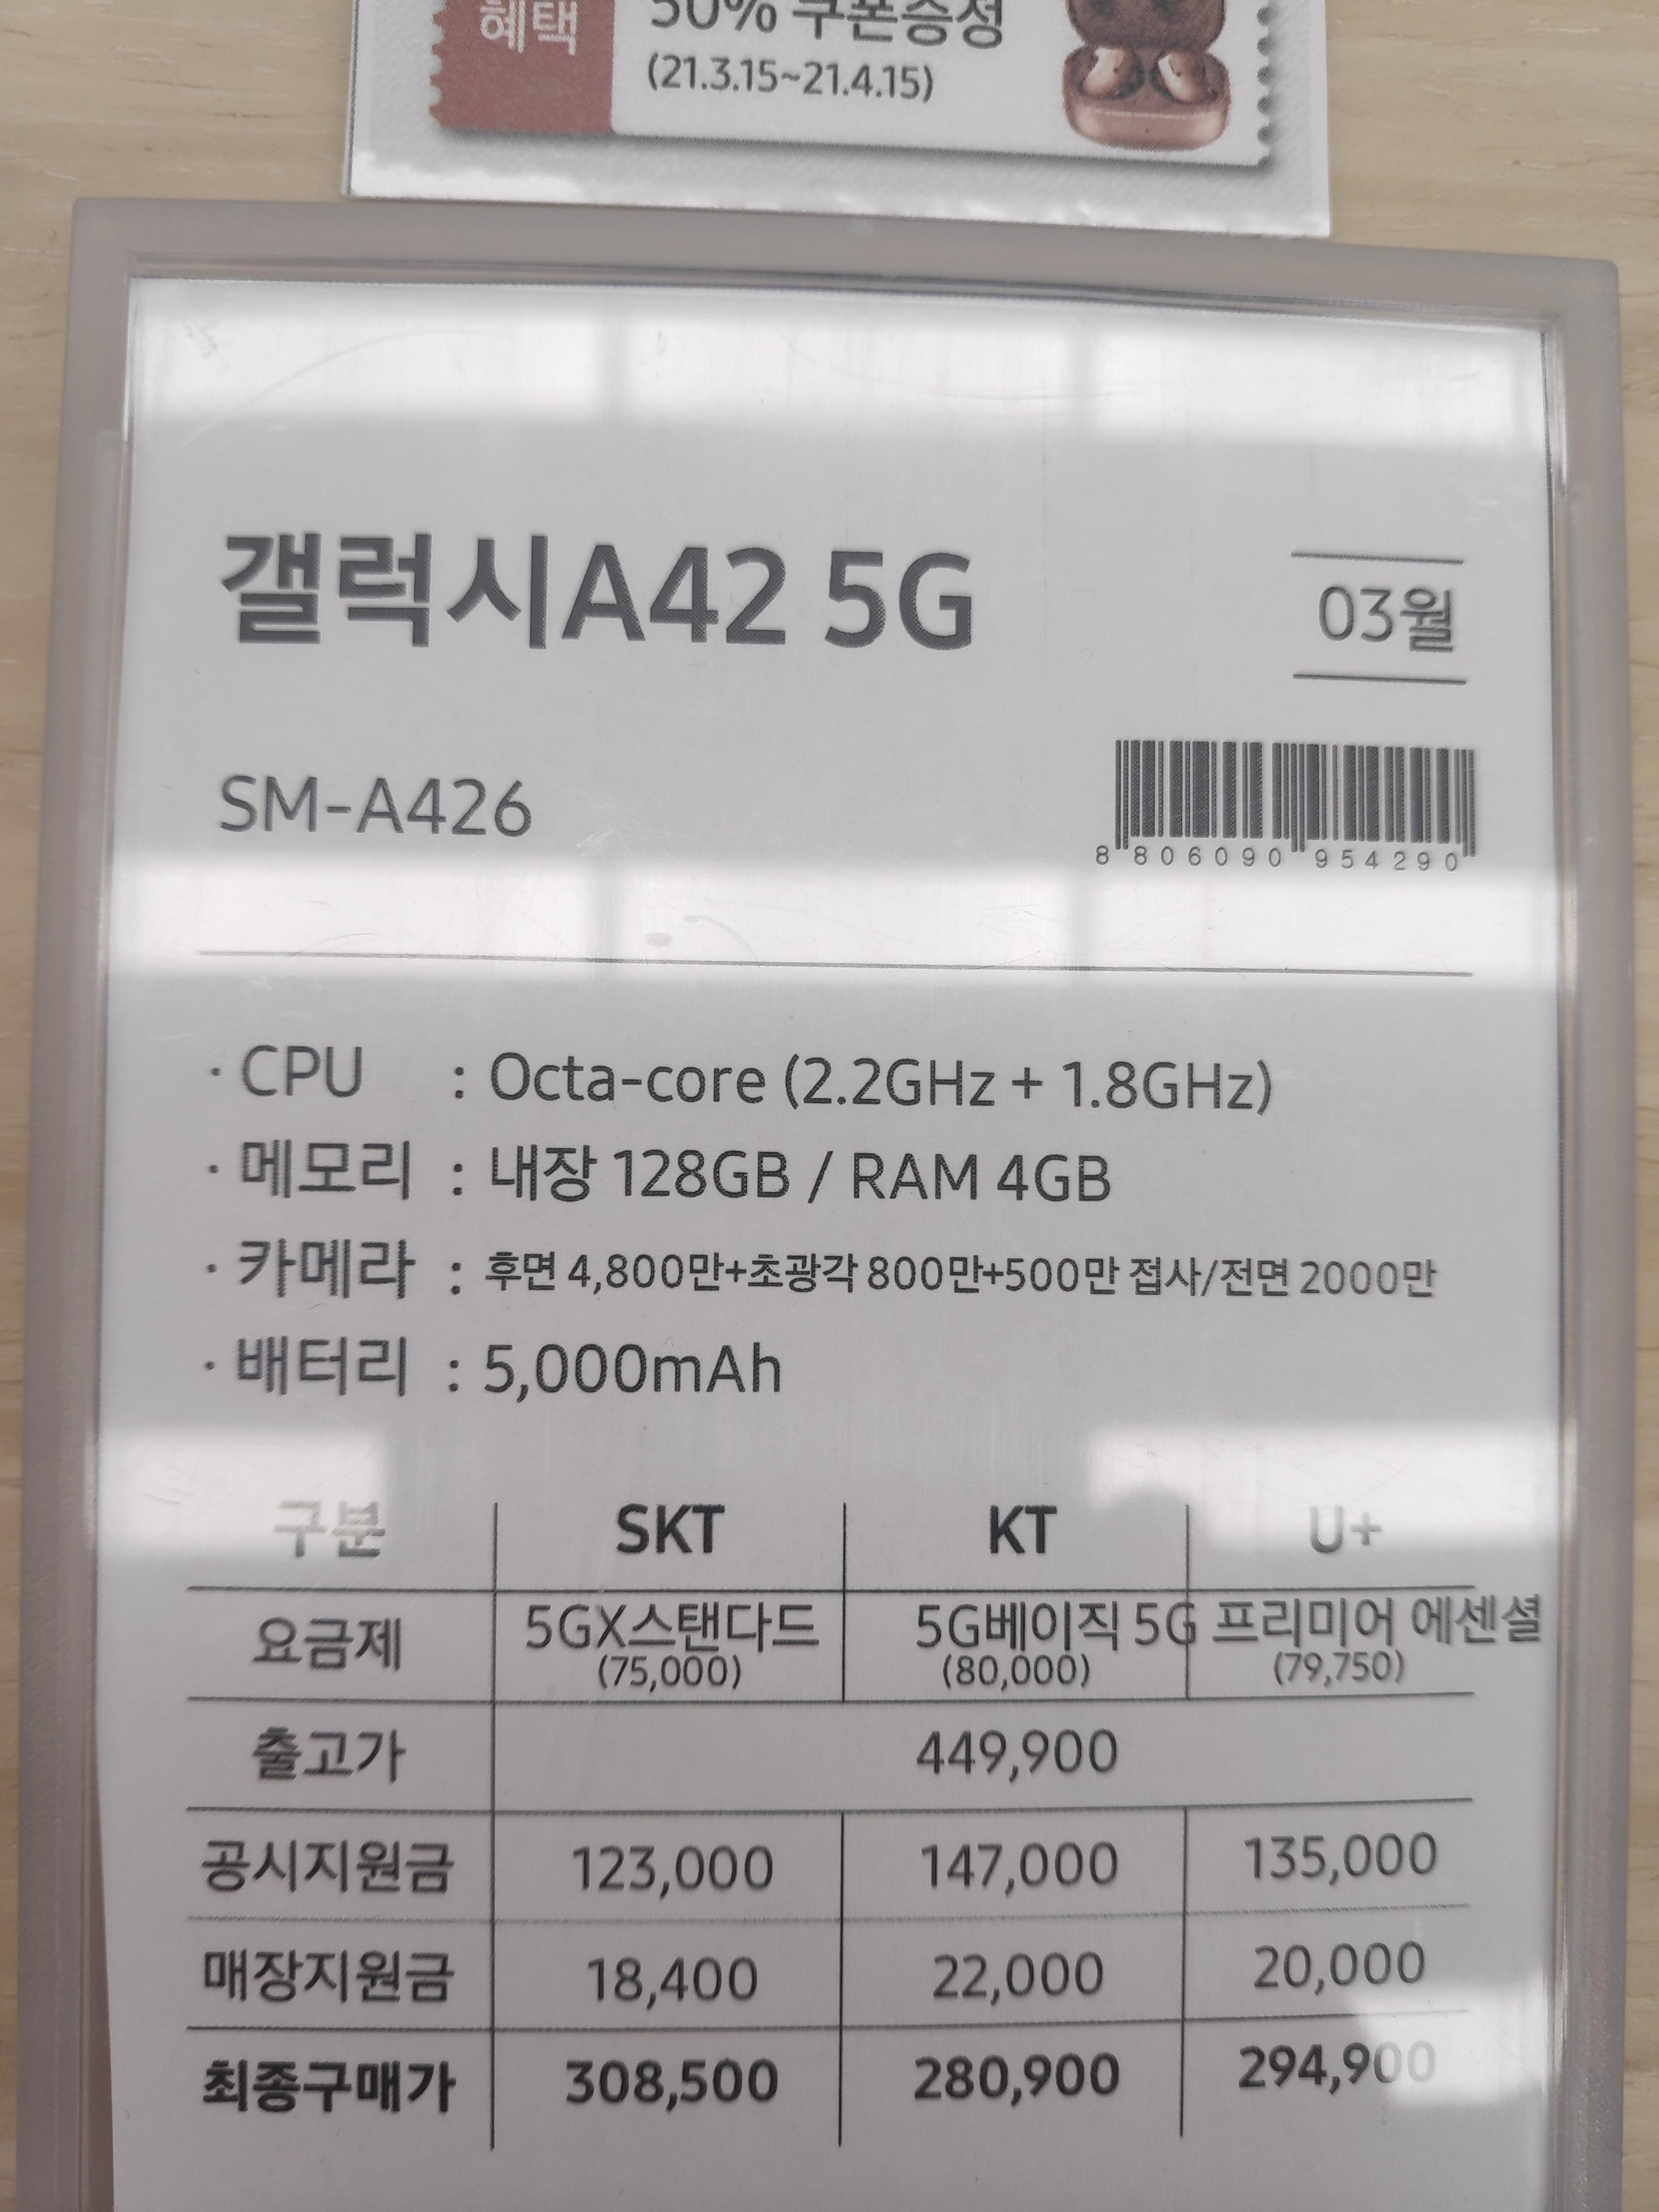 혜택
50% 쿠폰증정
(21.3.15~21.4.15)
갤럭시A42 5G
03월
SM-A426
8 806090 954290
· CPU : Octa-core (2.2GHz + 1.8GHz)
· 메모리 : 내장 128GB / RAM 4GB
· 카메라 : 후면 4,800만+초광각 800만+500만 접사/전면 2000만
· 배터리 : 5,000mAh
구분 SKT KT U+
요금제 5GX스탠다드 5G베이직 5G 프리미어 에센셜
(75,000) (80,000) (79,750)
출고가 449,900
공시지원금 123,000 147,000 135,000
매장지원금 18,400 22,000 20,000
최종구매가 308,500 280,900 294,900